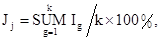 J_j = SUM_{g=1}^{k} I_g / k × 100%,